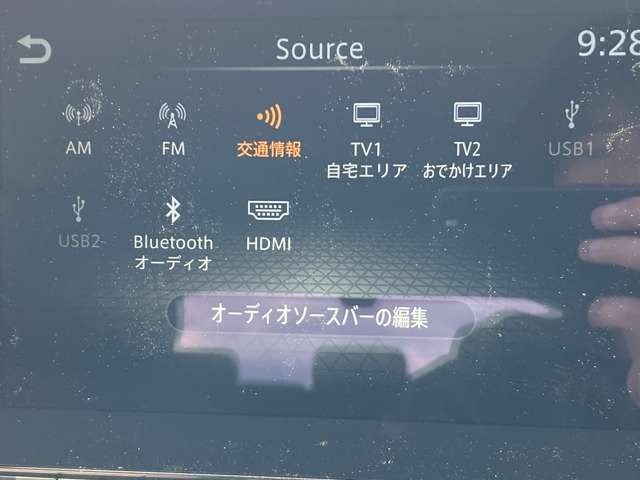 Source
9:28
AM
FM
交通情報
TV1
自宅エリア
TV2
おでかけエリア
USB1
USB2
Bluetooth
オーディオ
HDMI
オーディオソースバーの編集